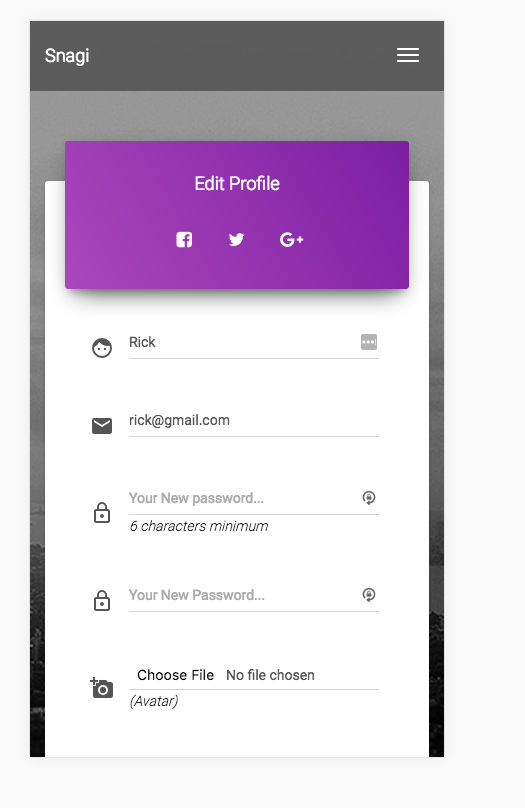 Snagi
Edit Profile
G+
Rick
rick@gmail.com
Your New password...
6 characters minimum
Your New Password...
Choose File No file chosen
(Avatar)